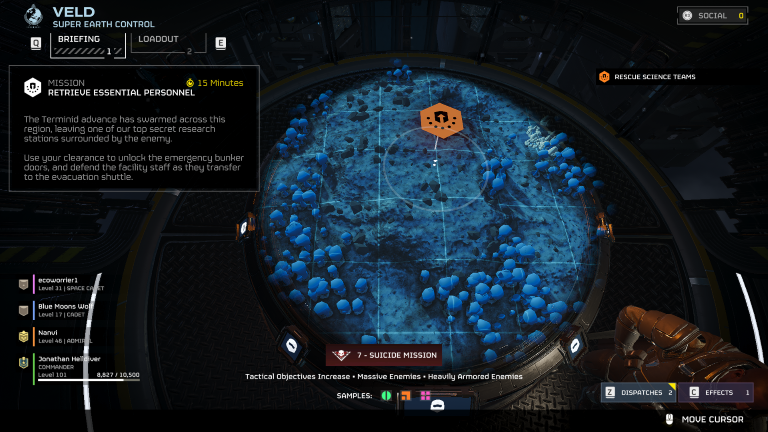 VELD
SUPER EARTH CONTROL
SOCIAL 0
Q BRIEFING 1 LOADOUT 2 E
MISSION 15 Minutes
RETRIEVE ESSENTIAL PERSONNEL
RESCUE SCIENCE TEAMS
The Terminid advance has swarmed across this
region, leaving one of our top secret research
stations surrounded by the enemy.
Use your clearance to unlock the emergency bunker
doors, and defend the facility staff as they transfer
to the evacuation shuttle.
ecoworrier1
Level 31 | SPACE CADET
Blue Moons Wolf
Level 17 | CADET
Nanvi
Level 46 | ADMIRAL
Jonathan Helldiver
COMMANDER
Level 101 8,827 / 10,500
7 - SUICIDE MISSION
Tactical Objectives Increase • Massive Enemies • Heavily Armored Enemies
SAMPLES:
Z DISPATCHES 2
C EFFECTS 1
MOVE CURSOR